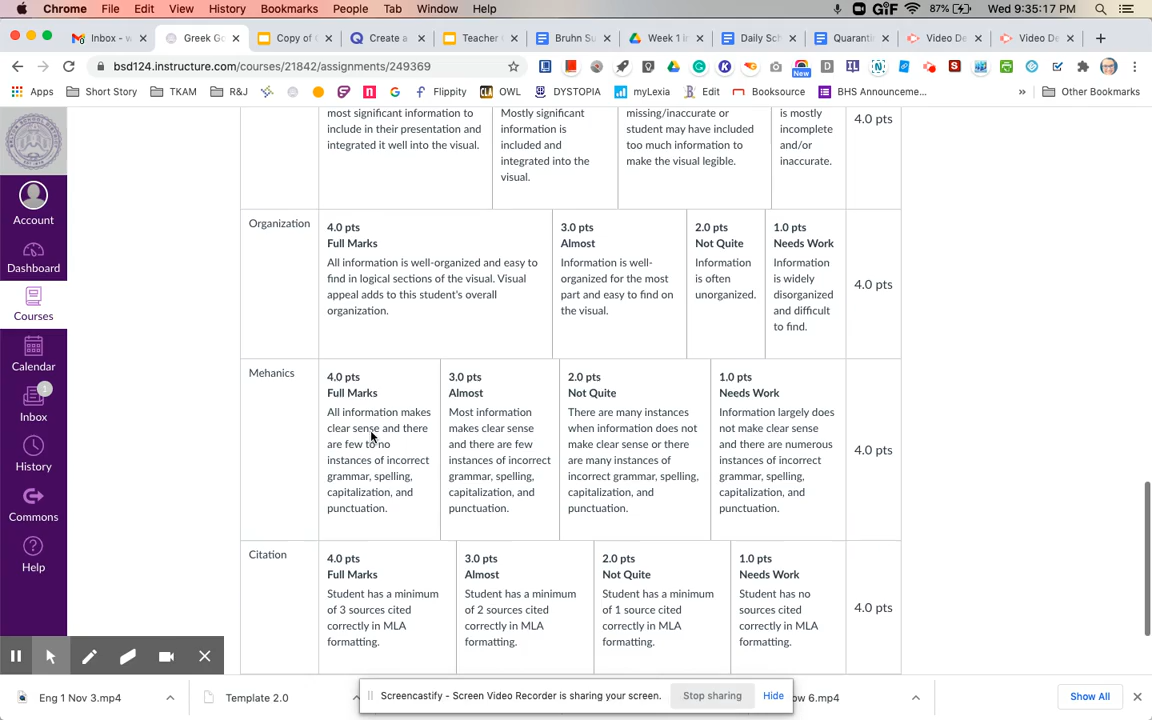 Chrome File Edit View History Bookmarks People Tab Window Help GIF 87% Wed 9:35:17 PM
Inbox - w Greek Go Copy of G Create a Teacher Bruhn Su Week 1 i Daily Sch Quaranti Video De Video De
bsd124.instructure.com/courses/21842/assignments/249369
Apps Short Story TKAM R&J Flippity OWL DYSTOPIA myLexia Edit Booksource BHS Announceme... » Other Bookmarks
Account
Dashboard
Courses
Calendar
1
Inbox
History
Commons
Help
most significant information to
include in their presentation and
integrated it well into the visual.
Mostly significant
information is
included and
integrated into the
visual.
missing/inaccurate or
student may have included
too much information to
make the visual legible.
is mostly
incomplete
and/or
inaccurate.
4.0 pts
Organization
4.0 pts
Full Marks
All information is well-organized and easy to
find in logical sections of the visual. Visual
appeal adds to this student's overall
organization.
3.0 pts
Almost
Information is well-
organized for the most
part and easy to find on
the visual.
2.0 pts
Not Quite
Information
is often
unorganized.
1.0 pts
Needs Work
Information
is widely
disorganized
and difficult
to find.
4.0 pts
Mehanics
4.0 pts
Full Marks
All information makes
clear sense and there
are few to no
instances of incorrect
grammar, spelling,
capitalization, and
punctuation.
3.0 pts
Almost
Most information
makes clear sense
and there are few
instances of incorrect
grammar, spelling,
capitalization, and
punctuation.
2.0 pts
Not Quite
There are many instances
when information does not
make clear sense or there
are many instances of
incorrect grammar, spelling,
capitalization, and
punctuation.
1.0 pts
Needs Work
Information largely does
not make clear sense
and there are numerous
instances of incorrect
grammar, spelling,
capitalization, and
punctuation.
4.0 pts
Citation
4.0 pts
Full Marks
Student has a minimum
of 3 sources cited
correctly in MLA
formatting.
3.0 pts
Almost
Student has a minimum
of 2 sources cited
correctly in MLA
formatting.
2.0 pts
Not Quite
Student has a minimum
of 1 source cited
correctly in MLA
formatting.
1.0 pts
Needs Work
Student has no
sources cited
correctly in MLA
formatting.
4.0 pts
Eng 1 Nov 3.mp4
Template 2.0
Screencastify - Screen Video Recorder is sharing your screen. Stop sharing Hide
ow 6.mp4
Show All